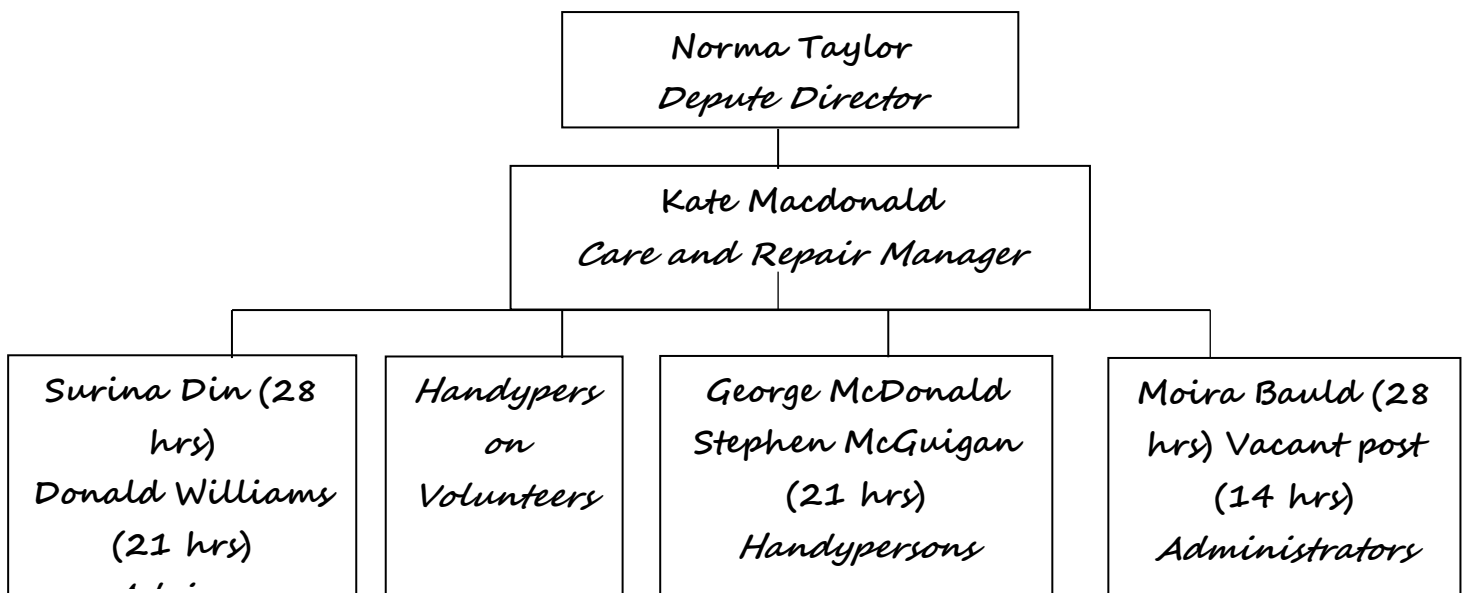 Norma Taylor
Depute Director
Kate Macdonald
Care and Repair Manager
Surina Din (28
hrs)
Donald Williams
(21 hrs)
Handypers
on
Volunteers
George McDonald
Stephen McGuigan
(21 hrs)
Handypersons
Moira Bauld (28
hrs) Vacant post
(14 hrs)
Administrators